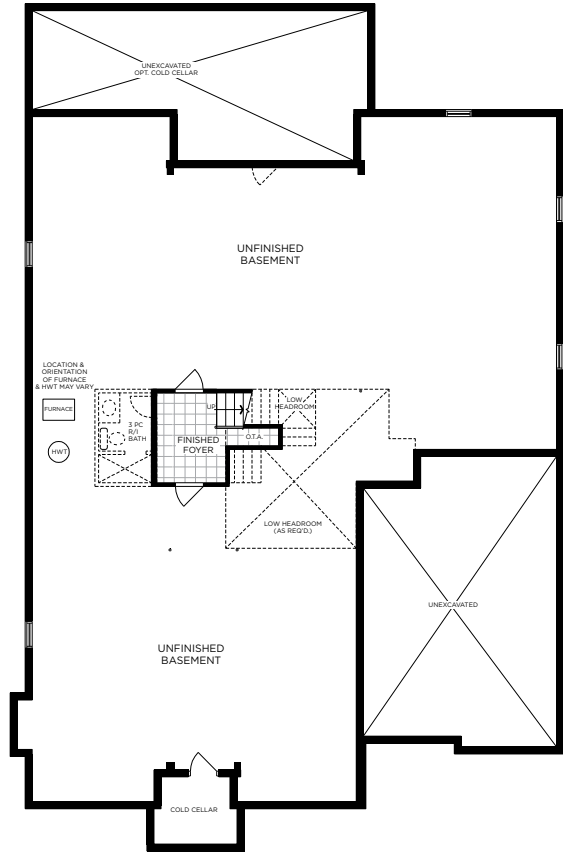 UNEXCAVATED
OPT. COLD CELLAR
UNFINISHED
BASEMENT
LOCATION &
ORIENTATION
OF FURNACE
& HWT MAY VARY
FURNACE
HWT
3 PC
R/I
BATH
UP
FINISHED
FOYER
O.T.A.
LOW
HEADROOM
LOW HEADROOM
(AS REQ'D.)
UNEXCAVATED
UNFINISHED
BASEMENT
COLD CELLAR